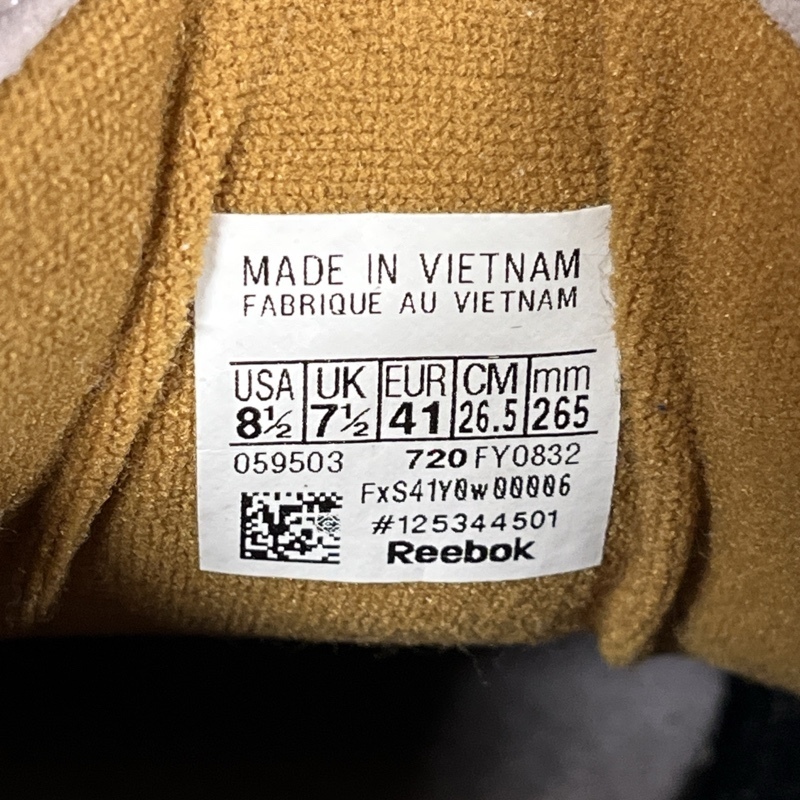 MADE IN VIETNAM
FABRIQUE AU VIETNAM
USA UK EUR CM mm
8½ 7½ 41 26.5 265
059503 720 FY0832
FxS41Y0w00006
#125344501
Reebok